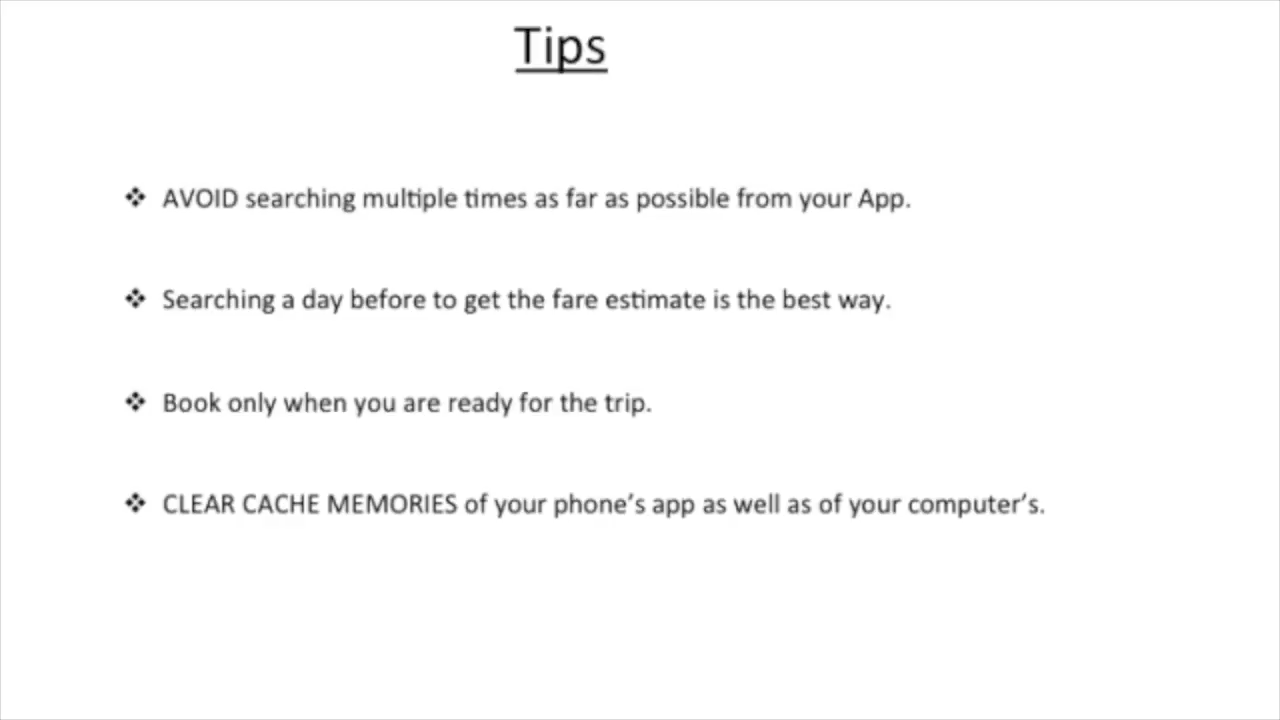 Tips
❖ AVOID searching multiple times as far as possible from your App.
❖ Searching a day before to get the fare estimate is the best way.
❖ Book only when you are ready for the trip.
❖ CLEAR CACHE MEMORIES of your phone’s app as well as of your computer’s.